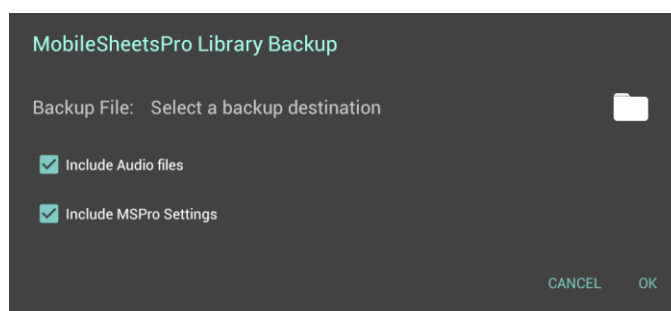 MobileSheetsPro Library Backup
Backup File: Select a backup destination
Include Audio files
Include MSPro Settings
CANCEL OK